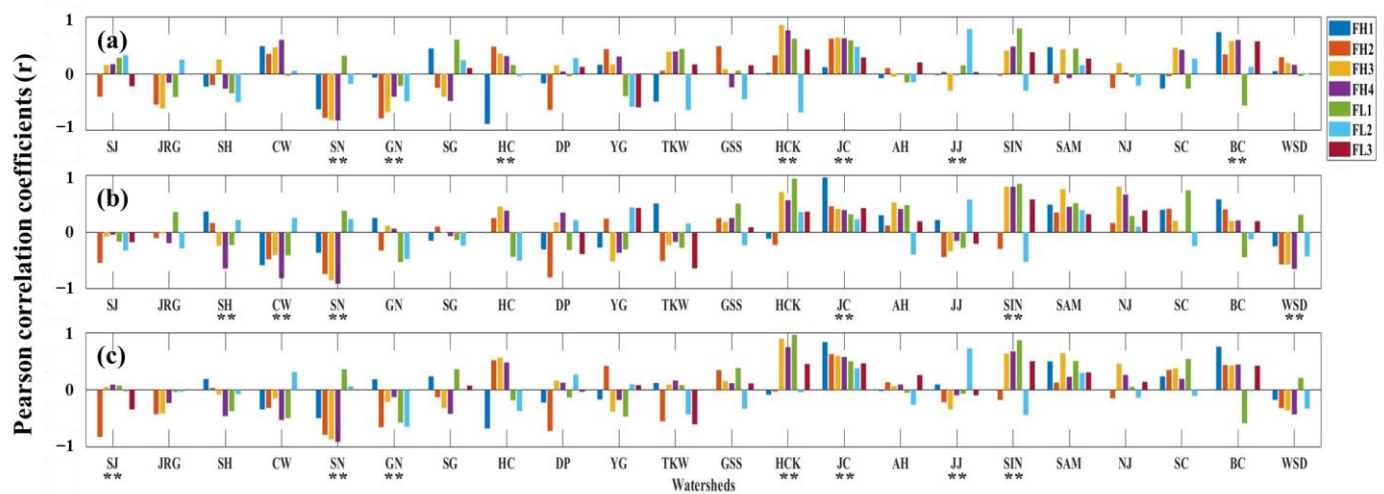 Pearson correlation coefficients (r)
(a)
1
0
−1
SJ JRG SH CW SN GN SG HC DP YG TKW GSS HCK JC AH JJ SIN SAM NJ SC BC WSD
** ** ** ** ** ** **
FH1
FH2
FH3
FH4
FL1
FL2
FL3
(b)
1
0
−1
SJ JRG SH CW SN GN SG HC DP YG TKW GSS HCK JC AH JJ SIN SAM NJ SC BC WSD
** ** ** ** ** **
(c)
1
0
−1
SJ JRG SH CW SN GN SG HC DP YG TKW GSS HCK JC AH JJ SIN SAM NJ SC BC WSD
** ** ** ** ** ** **
Watersheds